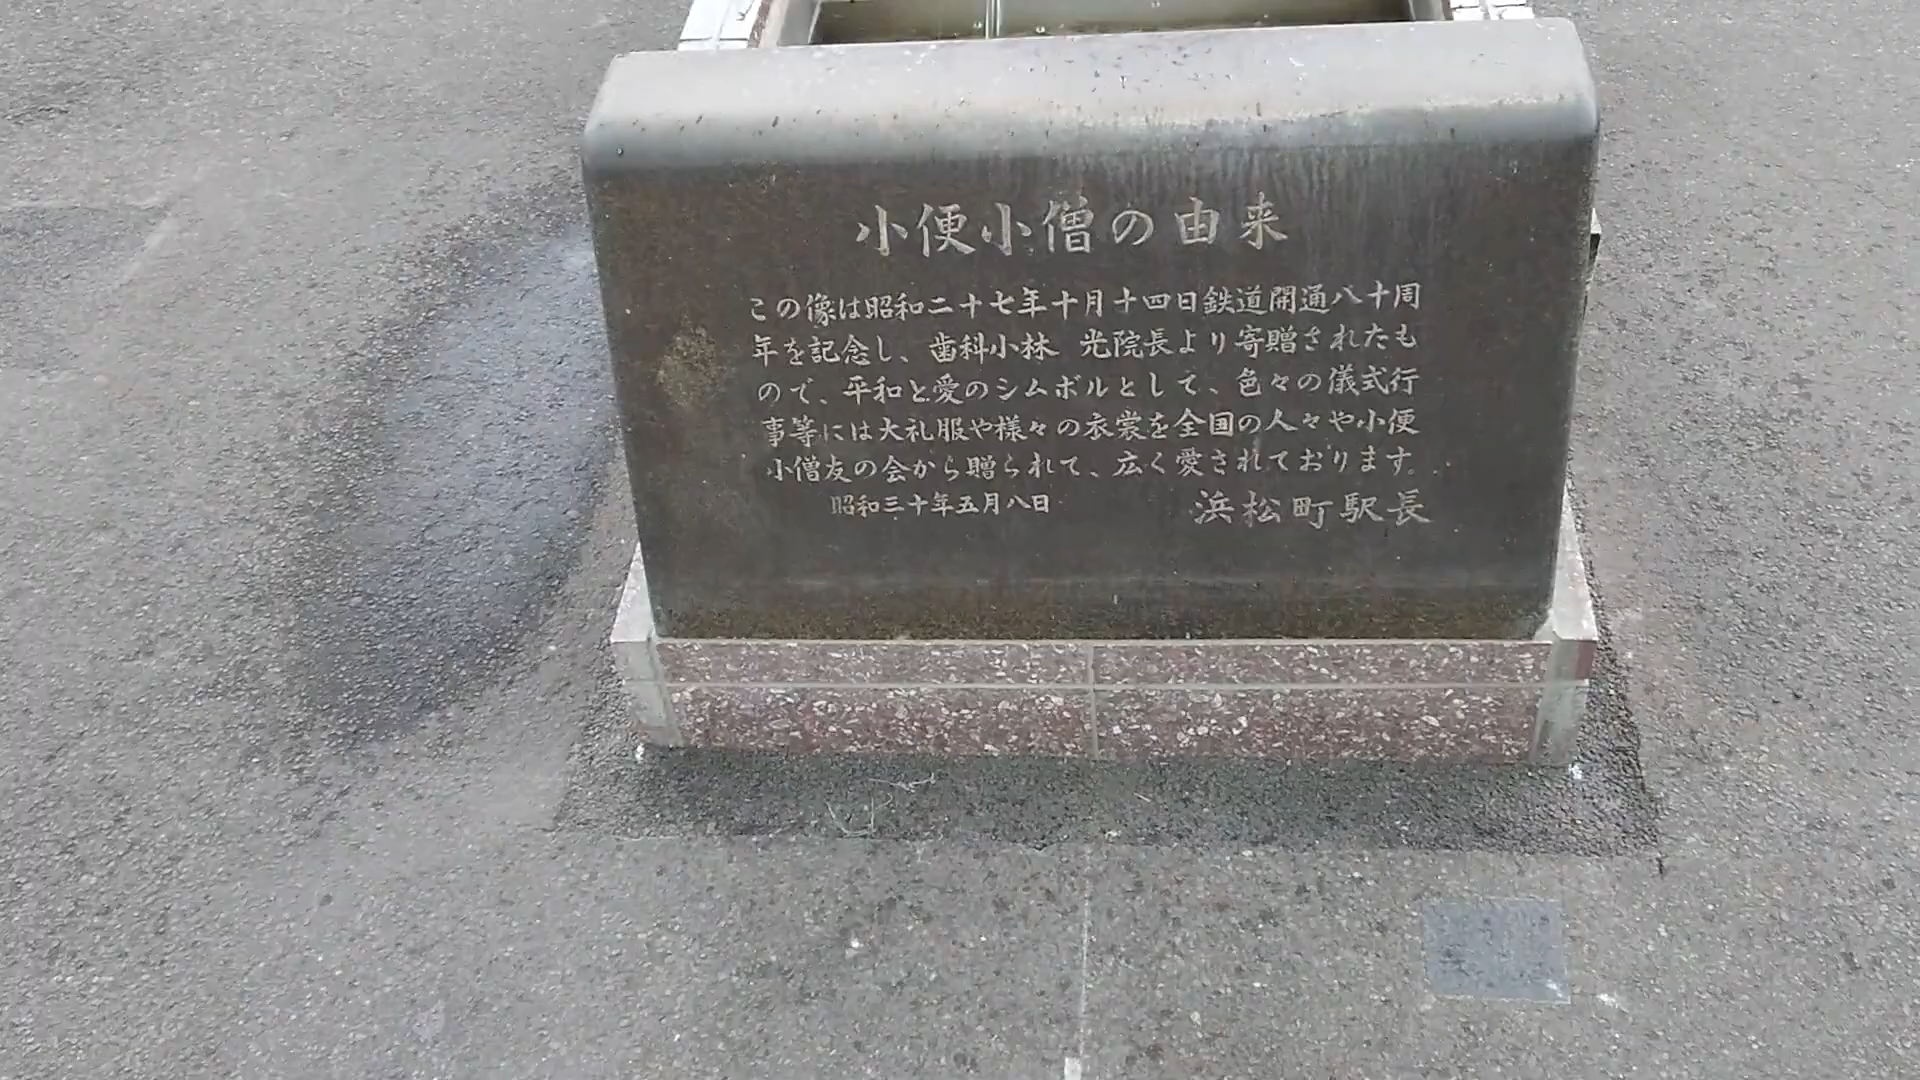 小便小僧の由来
この像は昭和二十七年十月十四日鉄道開通八十周
年を記念し、歯科小林 光院長より寄贈されたも
ので、平和と愛のシムボルとして、色々の儀式行
事等には大礼服や様々の衣裳を全国の人々や小便
小僧友の会から贈られて、広く愛されております。
昭和三十年五月八日 浜松町駅長